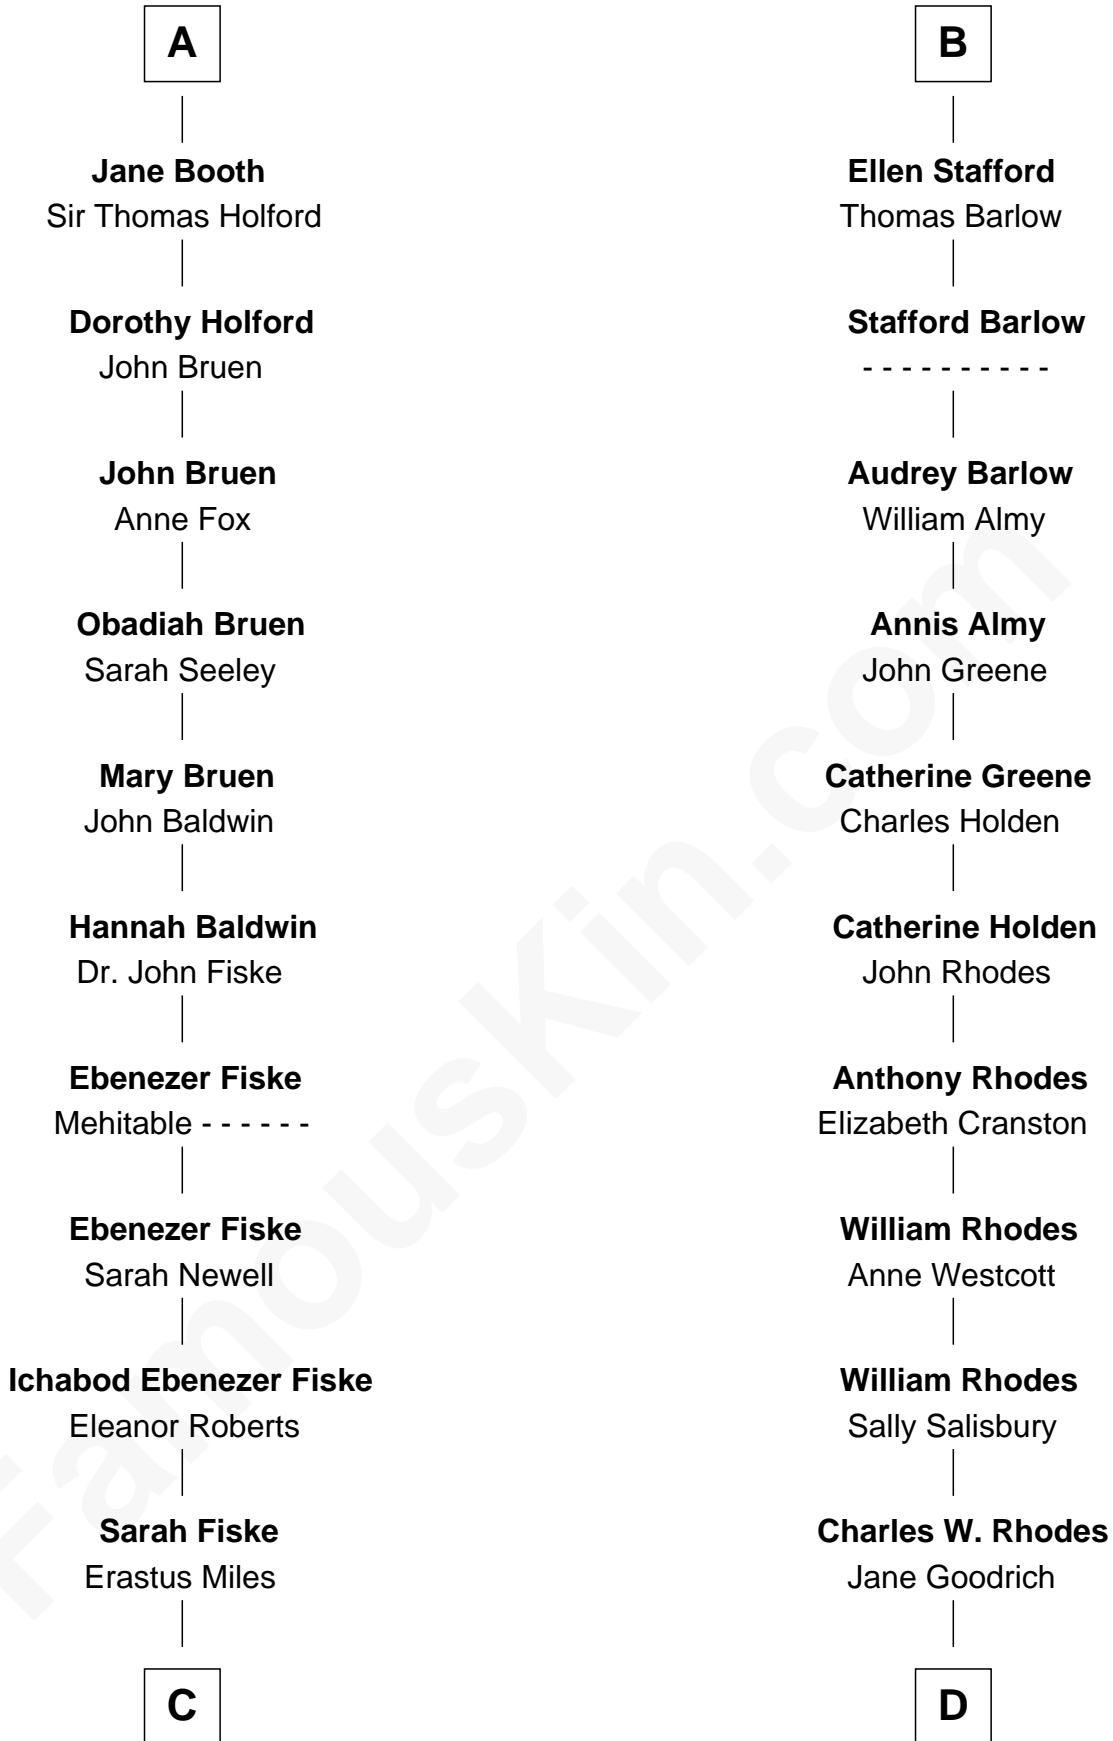 A
Jane Booth
Sir Thomas Holford
Dorothy Holford
John Bruen
John Bruen
Anne Fox
Obadiah Bruen
Sarah Seeley
Mary Bruen
John Baldwin
Hannah Baldwin
Dr. John Fiske
Ebenezer Fiske
Mehitable - - - - - -
Ebenezer Fiske
Sarah Newell
Ichabod Ebenezer Fiske
Eleanor Roberts
Sarah Fiske
Erastus Miles
C
B
Ellen Stafford
Thomas Barlow
Stafford Barlow
- - - - - - - - - -
Audrey Barlow
William Almy
Annis Almy
John Greene
Catherine Greene
Charles Holden
Catherine Holden
John Rhodes
Anthony Rhodes
Elizabeth Cranston
William Rhodes
Anne Westcott
William Rhodes
Sally Salisbury
Charles W. Rhodes
Jane Goodrich
D
FamousKin.com